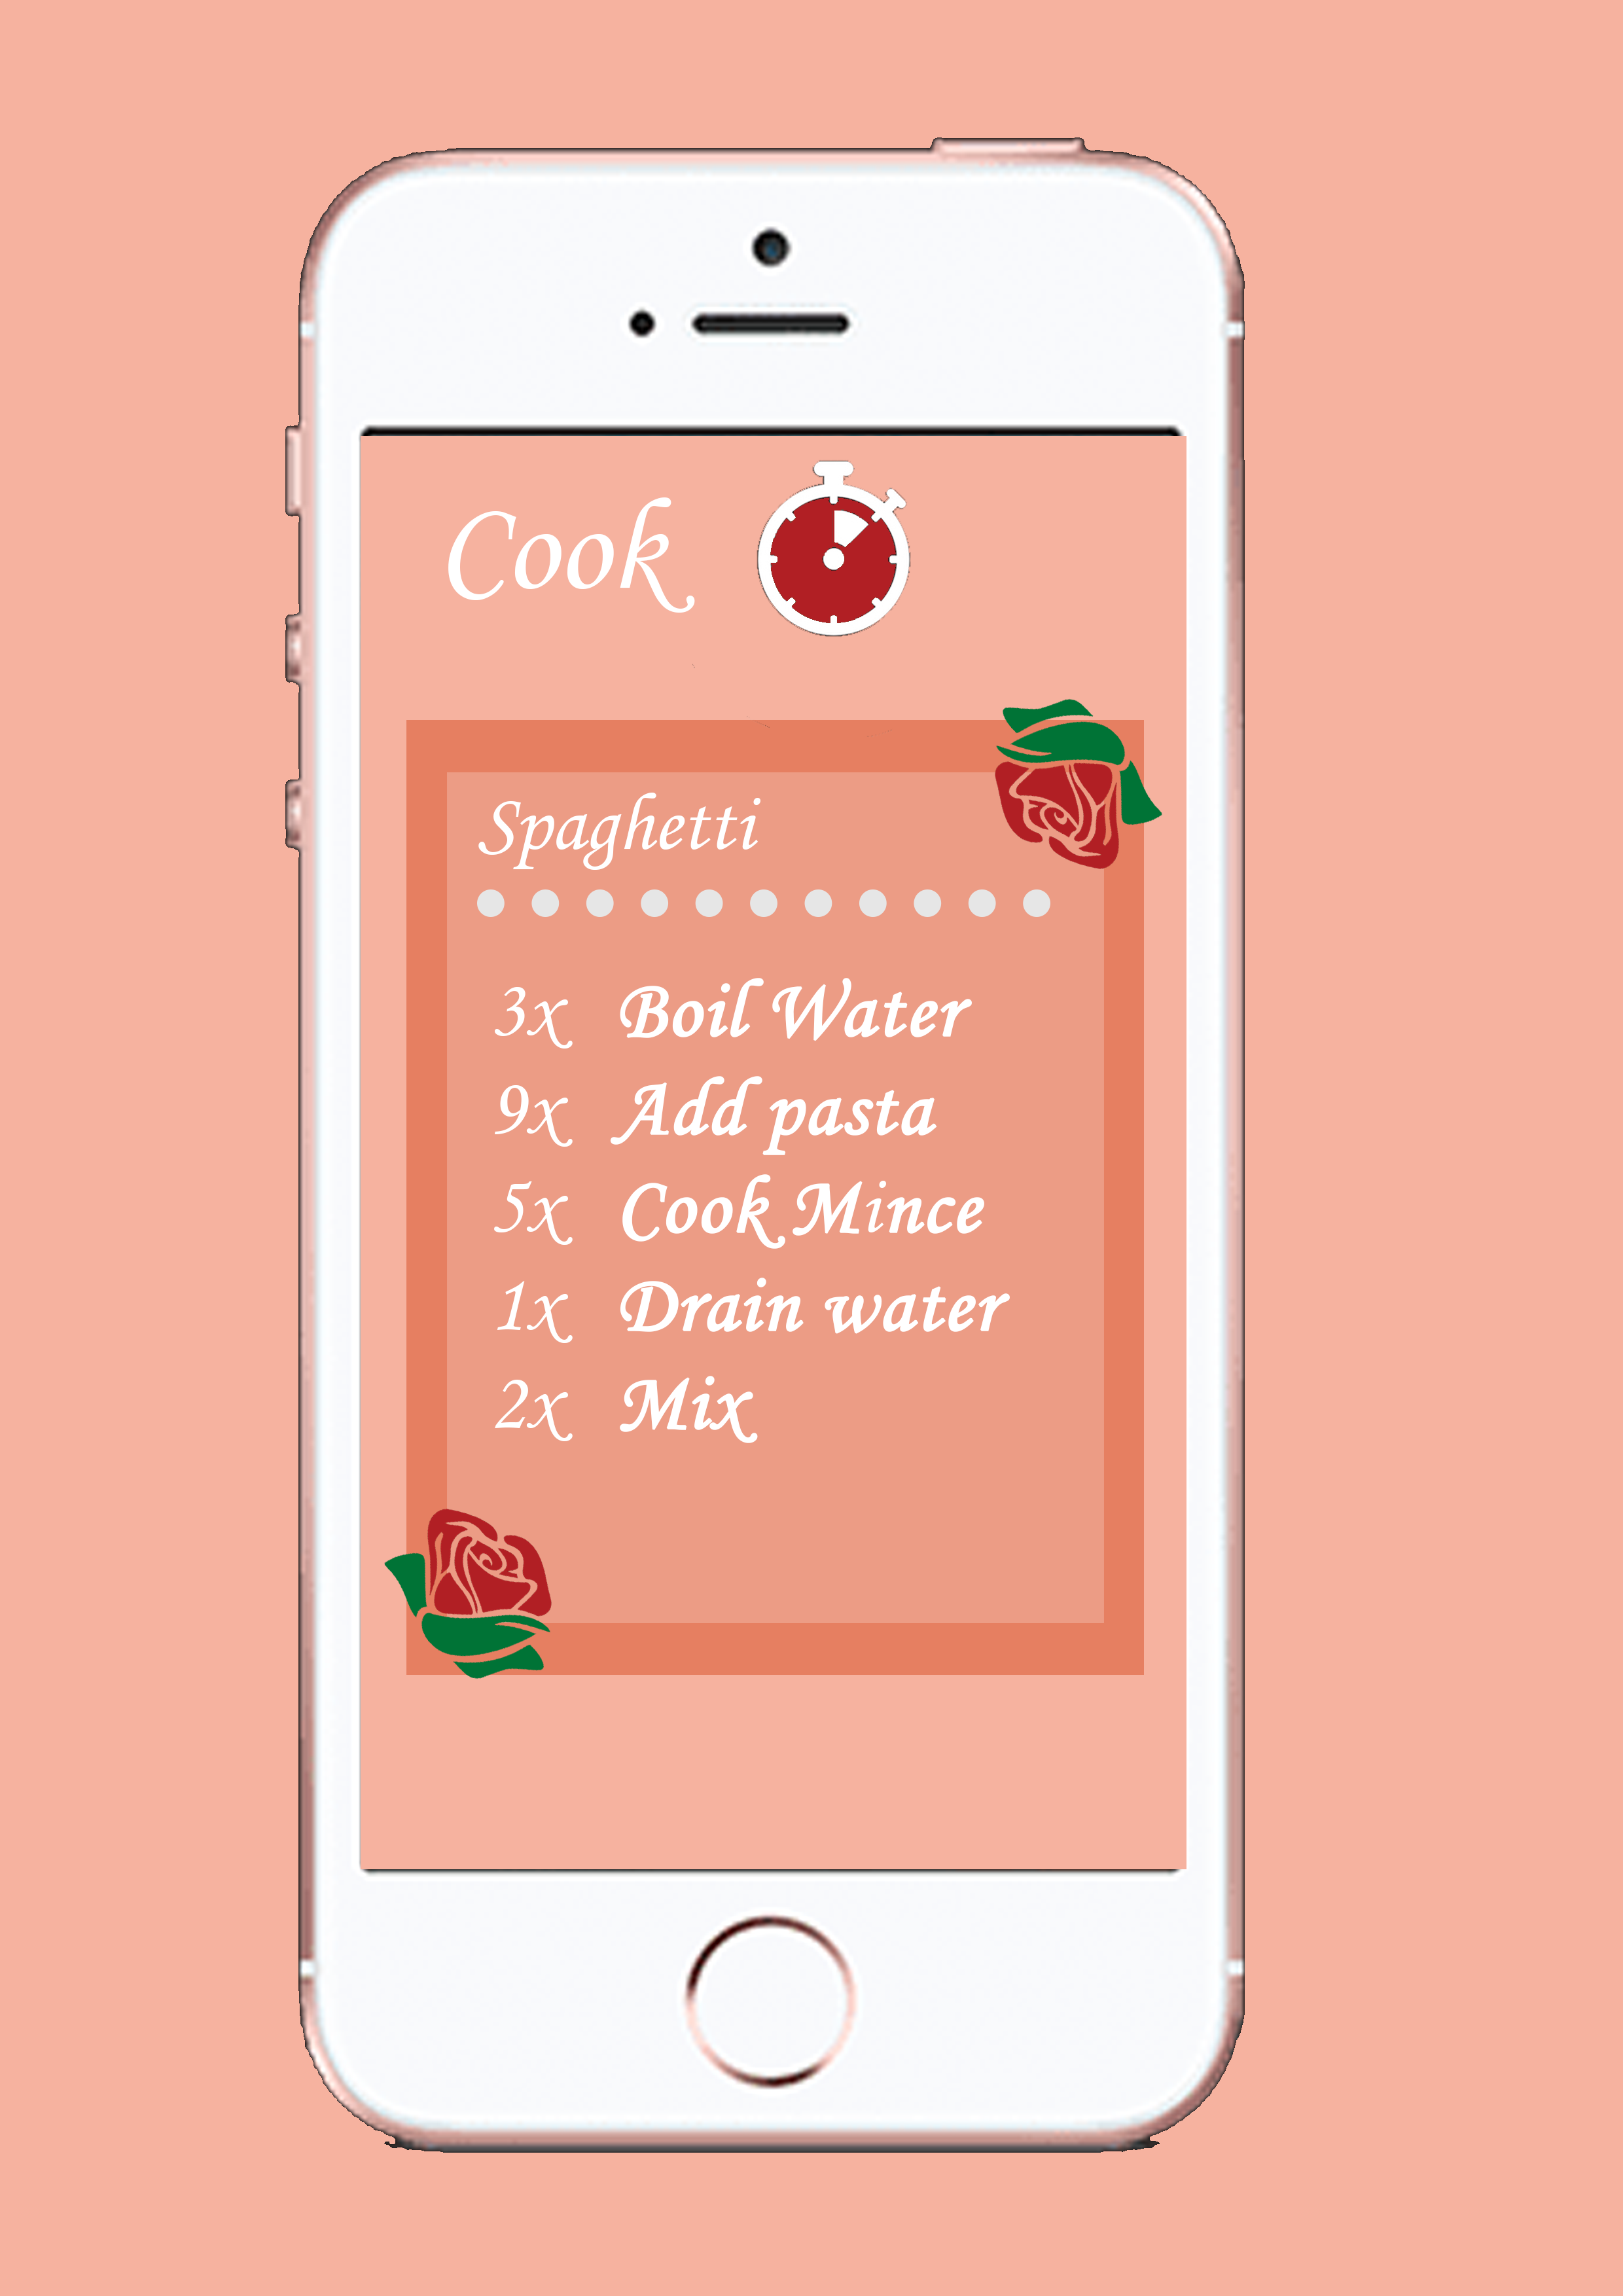 Cook
Spaghetti
3x Boil Water
9x Add pasta
5x Cook Mince
1x Drain water
2x Mix